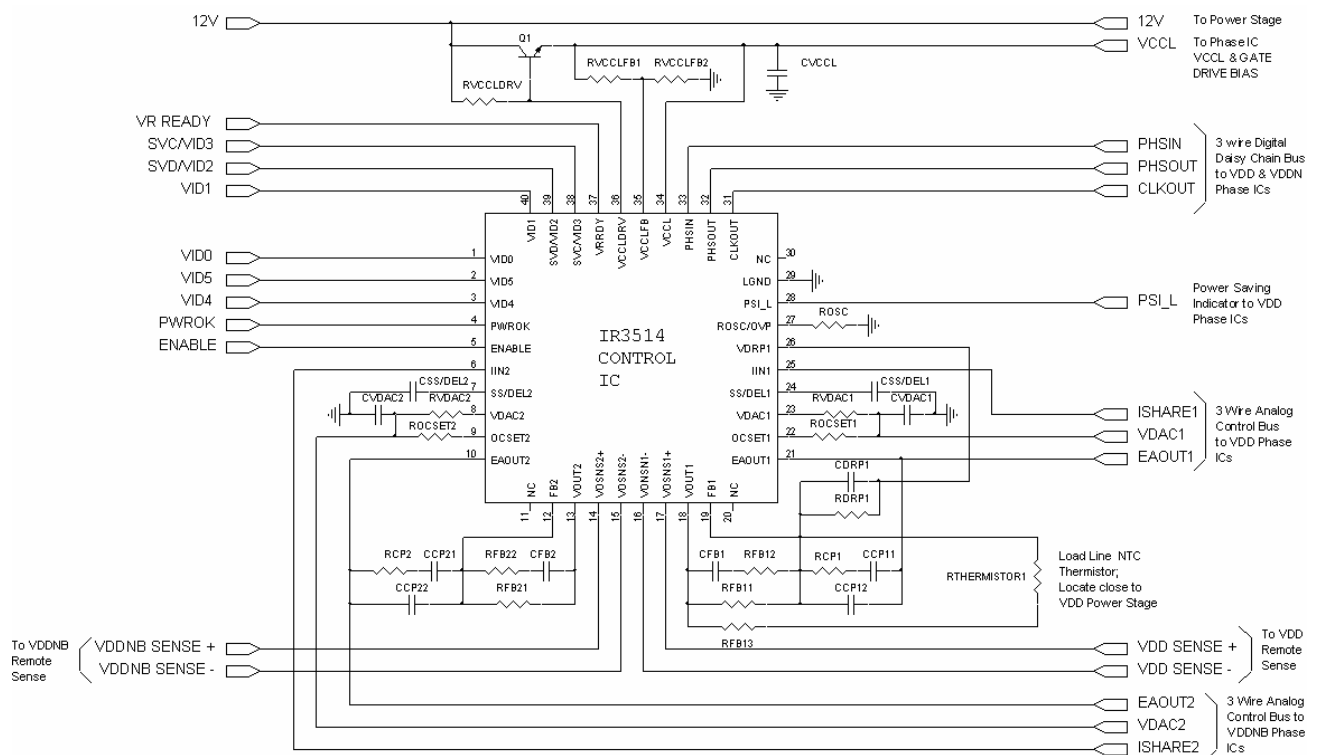 12V
12V To Power Stage
Q1
VCCL To Phase IC
VCCL & GATE
DRIVE BIAS
RVCCLFB1 RVCCLFB2
CVCCL
RVCCLDRV
VR READY
SVC/VID3
SVD/VID2
VID1
PHSIN
PHSOUT
CLKOUT
3 wire Digital
Daisy Chain Bus
to VDD & VDDN
Phase ICs
40 39 38 37 36 35 34 33 32 31
VID1 SVD/VID2 SVC/VID3 VRRDY VCCLDRV VCCLFB VCCL PHSIN PHSOUT CLKOUT
VID0 1 VID0
VID5 2 VID5
VID4 3 VID4
PWROK 4 PWROK
ENABLE 5 ENABLE
6 IIN2
7 SS/DEL2
8 VDAC2
9 OCSET2
10 EAOUT2
IR3514
CONTROL
IC
NC 30
LGND 29
PSI_L 28
ROSC/OVP 27
VDRP1 26
IIN1 25
SS/DEL1 24
VDAC1 23
OCSET1 22
EAOUT1 21
ROSC
PSI_L
Power Saving
Indicator to VDD
Phase ICs
CSS/DEL2
CVDAC2 RVDAC2
ROCSET2
CSS/DEL1
RVDAC1 CVDAC1
ROCSET1
ISHARE1
VDAC1
EAOUT1
3 Wire Analog
Control Bus
to VDD Phase
ICs
CDRP1
RDRP1
NC FB2 VOUT2 VOSNS2+ VOSNS2- VONSN1- VOSNS1+ VOUT1 FB1 NC
11 12 13 14 15 16 17 18 19 20
RCP2 CCP21 RFB22 CFB2
CCP22 RFB21
CFB1 RFB12 RCP1 CCP11
RFB11 CCP12
RFB13
RTHERMISTOR1
Load Line NTC
Thermistor;
Locate close to
VDD Power Stage
To VDDNB
Remote
Sense
VDDNB SENSE +
VDDNB SENSE -
VDD SENSE +
VDD SENSE -
To VDD
Remote
Sense
EAOUT2
VDAC2
ISHARE2
3 Wire Analog
Control Bus to
VDDNB Phase
ICs